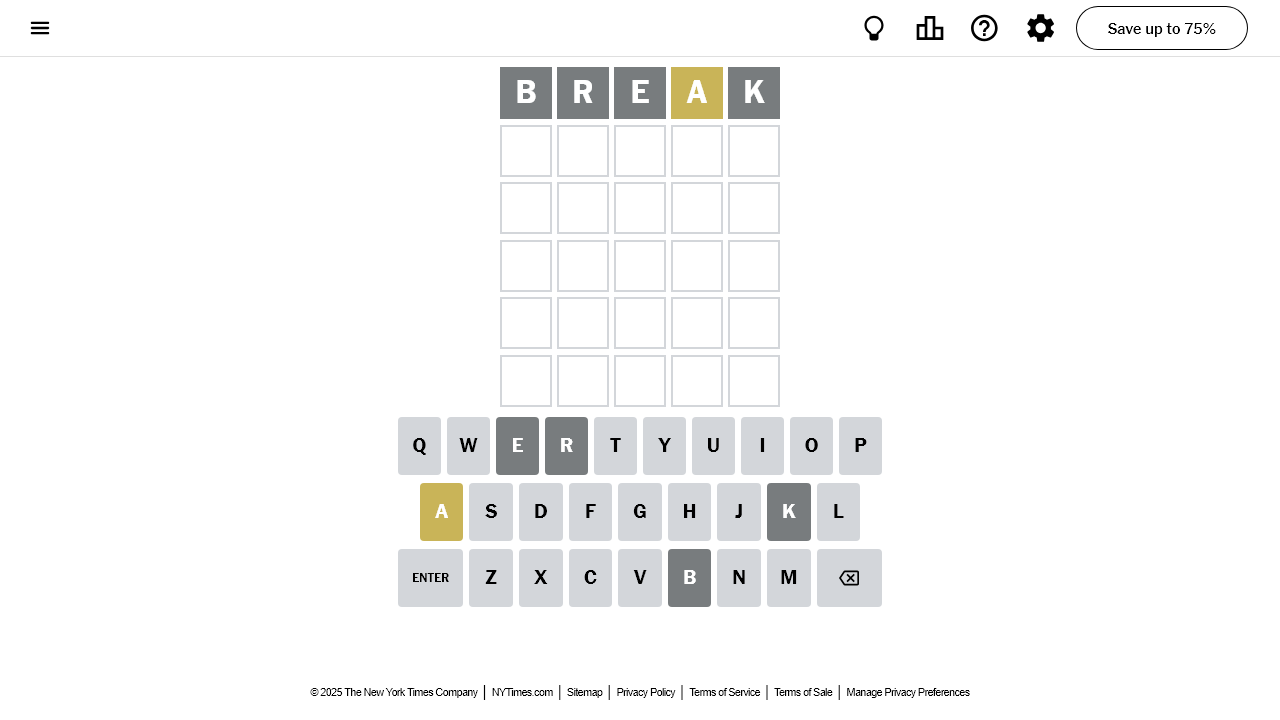 Save up to 75%
B R E A K
Q W E R T Y U I O P
A S D F G H J K L
ENTER Z X C V B N M
© 2025 The New York Times Company | NYTimes.com | Sitemap | Privacy Policy | Terms of Service | Terms of Sale | Manage Privacy Preferences